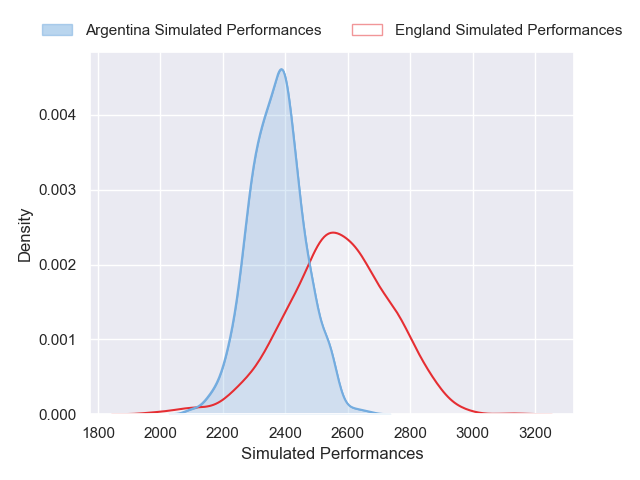 Argentina Simulated Performances England Simulated Performances
0.004
0.003
0.002
0.001
0.000
Density
1800 2000 2200 2400 2600 2800 3000 3200
Simulated Performances